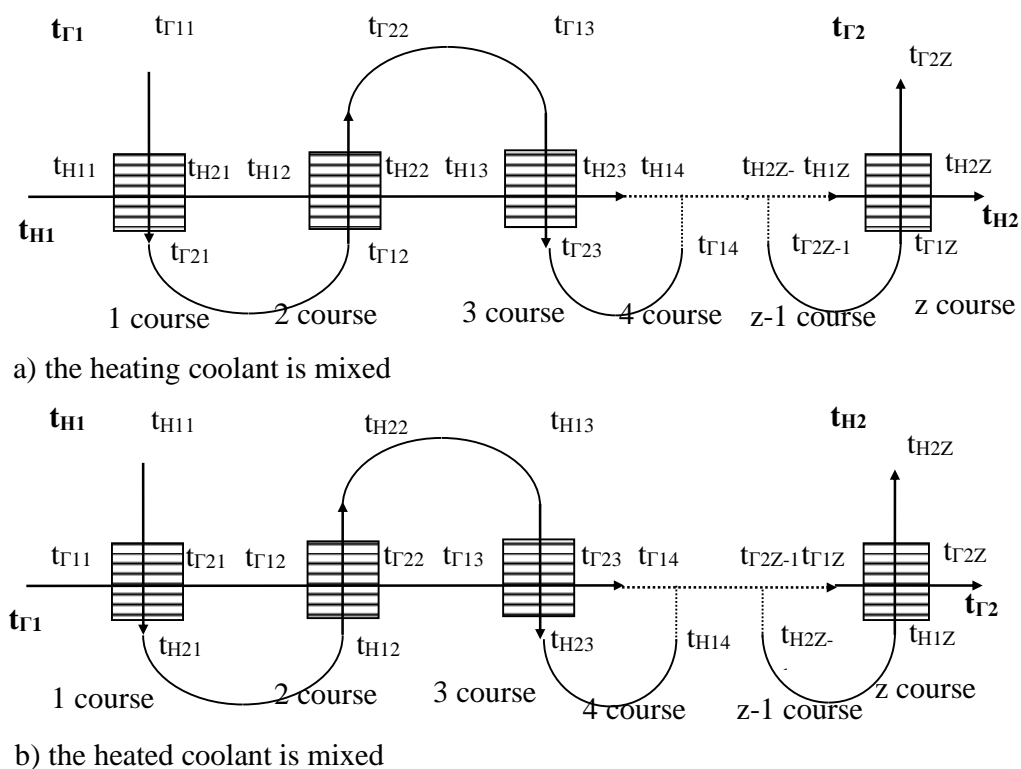 tΓ1 tΓ11 tΓ22 tΓ13 tΓ2
tΓ2Z
tH11 tH21 tH12 tH22 tH13 tH23 tH14 tH2Z- tH1Z tH2Z
tH1 tH2
tΓ21 tΓ12 tΓ23 tΓ14 tΓ2Z-1 tΓ1Z
1 course 2 course 3 course 4 course z-1 course z course
a) the heating coolant is mixed
tH1 tH11 tH22 tH13 tH2
tH2Z
tΓ11 tΓ21 tΓ12 tΓ22 tΓ13 tΓ23 tΓ14 tΓ2Z-1 tΓ1Z tΓ2Z
tΓ1 tΓ2
tH21 tH12 tH23 tH14 tH2Z- tH1Z
1 course 2 course 3 course 4 course z-1 course z course
b) the heated coolant is mixed